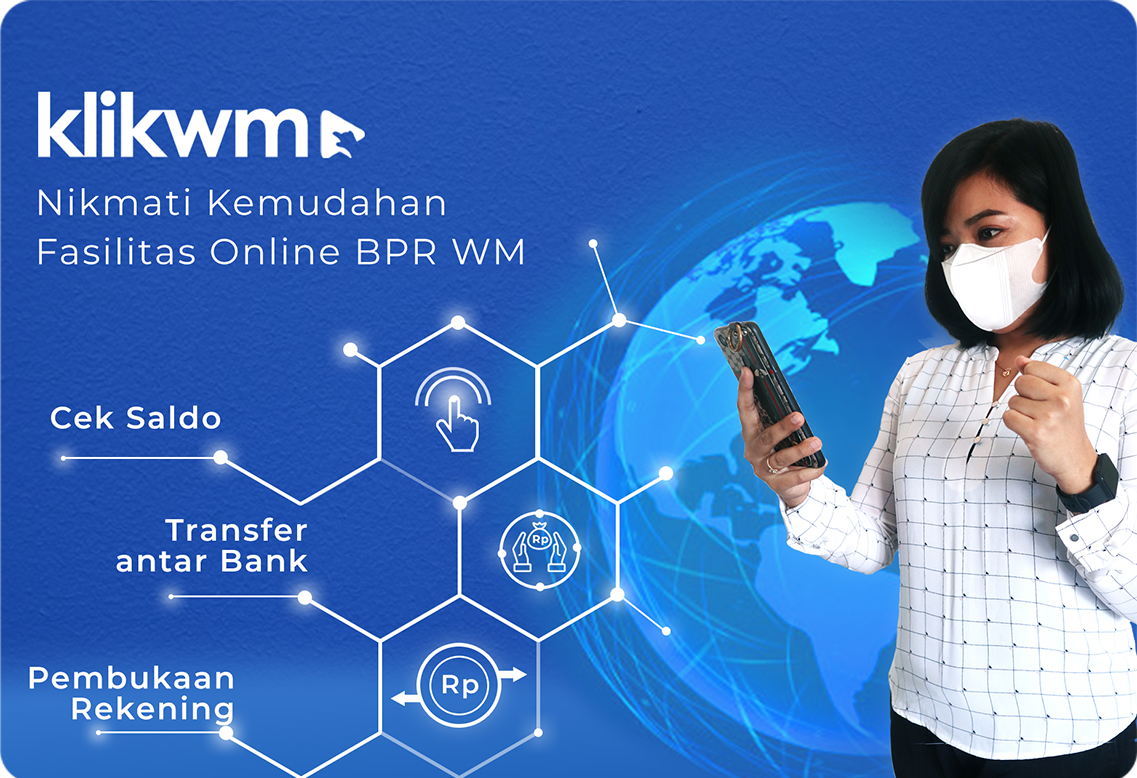 klikwm
Nikmati Kemudahan
Fasilitas Online BPR WM
Cek Saldo
Transfer
antar Bank
Rp
Pembukaan
Rekening
Rp